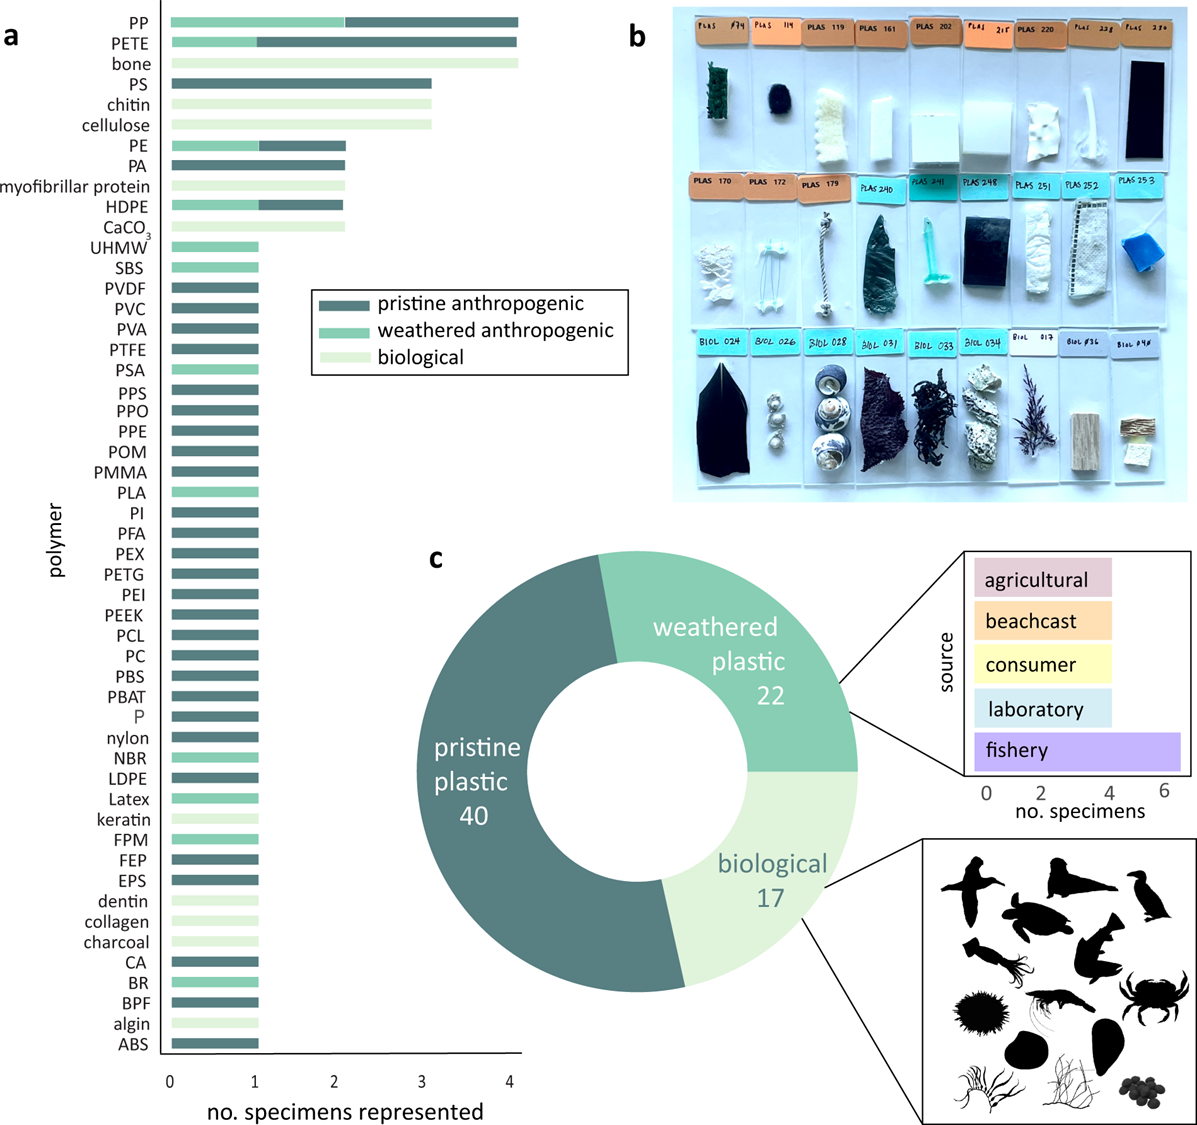 a
PP
PETE
bone
PS
chitin
cellulose
PE
PA
myofibrillar protein
HDPE
CaCO3
UHMW
SBS
PVDF
PVC
PVA
PTFE
PSA
PPS
PPO
PPE
POM
PMMA
PLA
PI
PFA
PEX
PETG
PEI
PEEK
PCL
PC
PBS
PBAT
P
nylon
NBR
LDPE
Latex
keratin
FPM
FEP
EPS
dentin
collagen
charcoal
CA
BR
BPF
algin
ABS
polymer
0 1 2 3 4
no. specimens represented
pristine anthropogenic
weathered anthropogenic
biological
b
PLAS 074 PLAS 114 PLAS 119 PLAS 161 PLAS 202 PLAS 215 PLAS 220 PLAS 228 PLAS 230
PLAS 170 PLAS 172 PLAS 179 PLAS 240 PLAS 241 PLAS 248 PLAS 251 PLAS 252 PLAS 253
BIOL 024 BIOL 026 BIOL 028 BIOL 031 BIOL 033 BIOL 034 BIOL 017 BIOL 036 BIOL 040
c
weathered
plastic
22
pristine
plastic
40
biological
17
source
agricultural
beachcast
consumer
laboratory
fishery
0 2 4 6
no. specimens